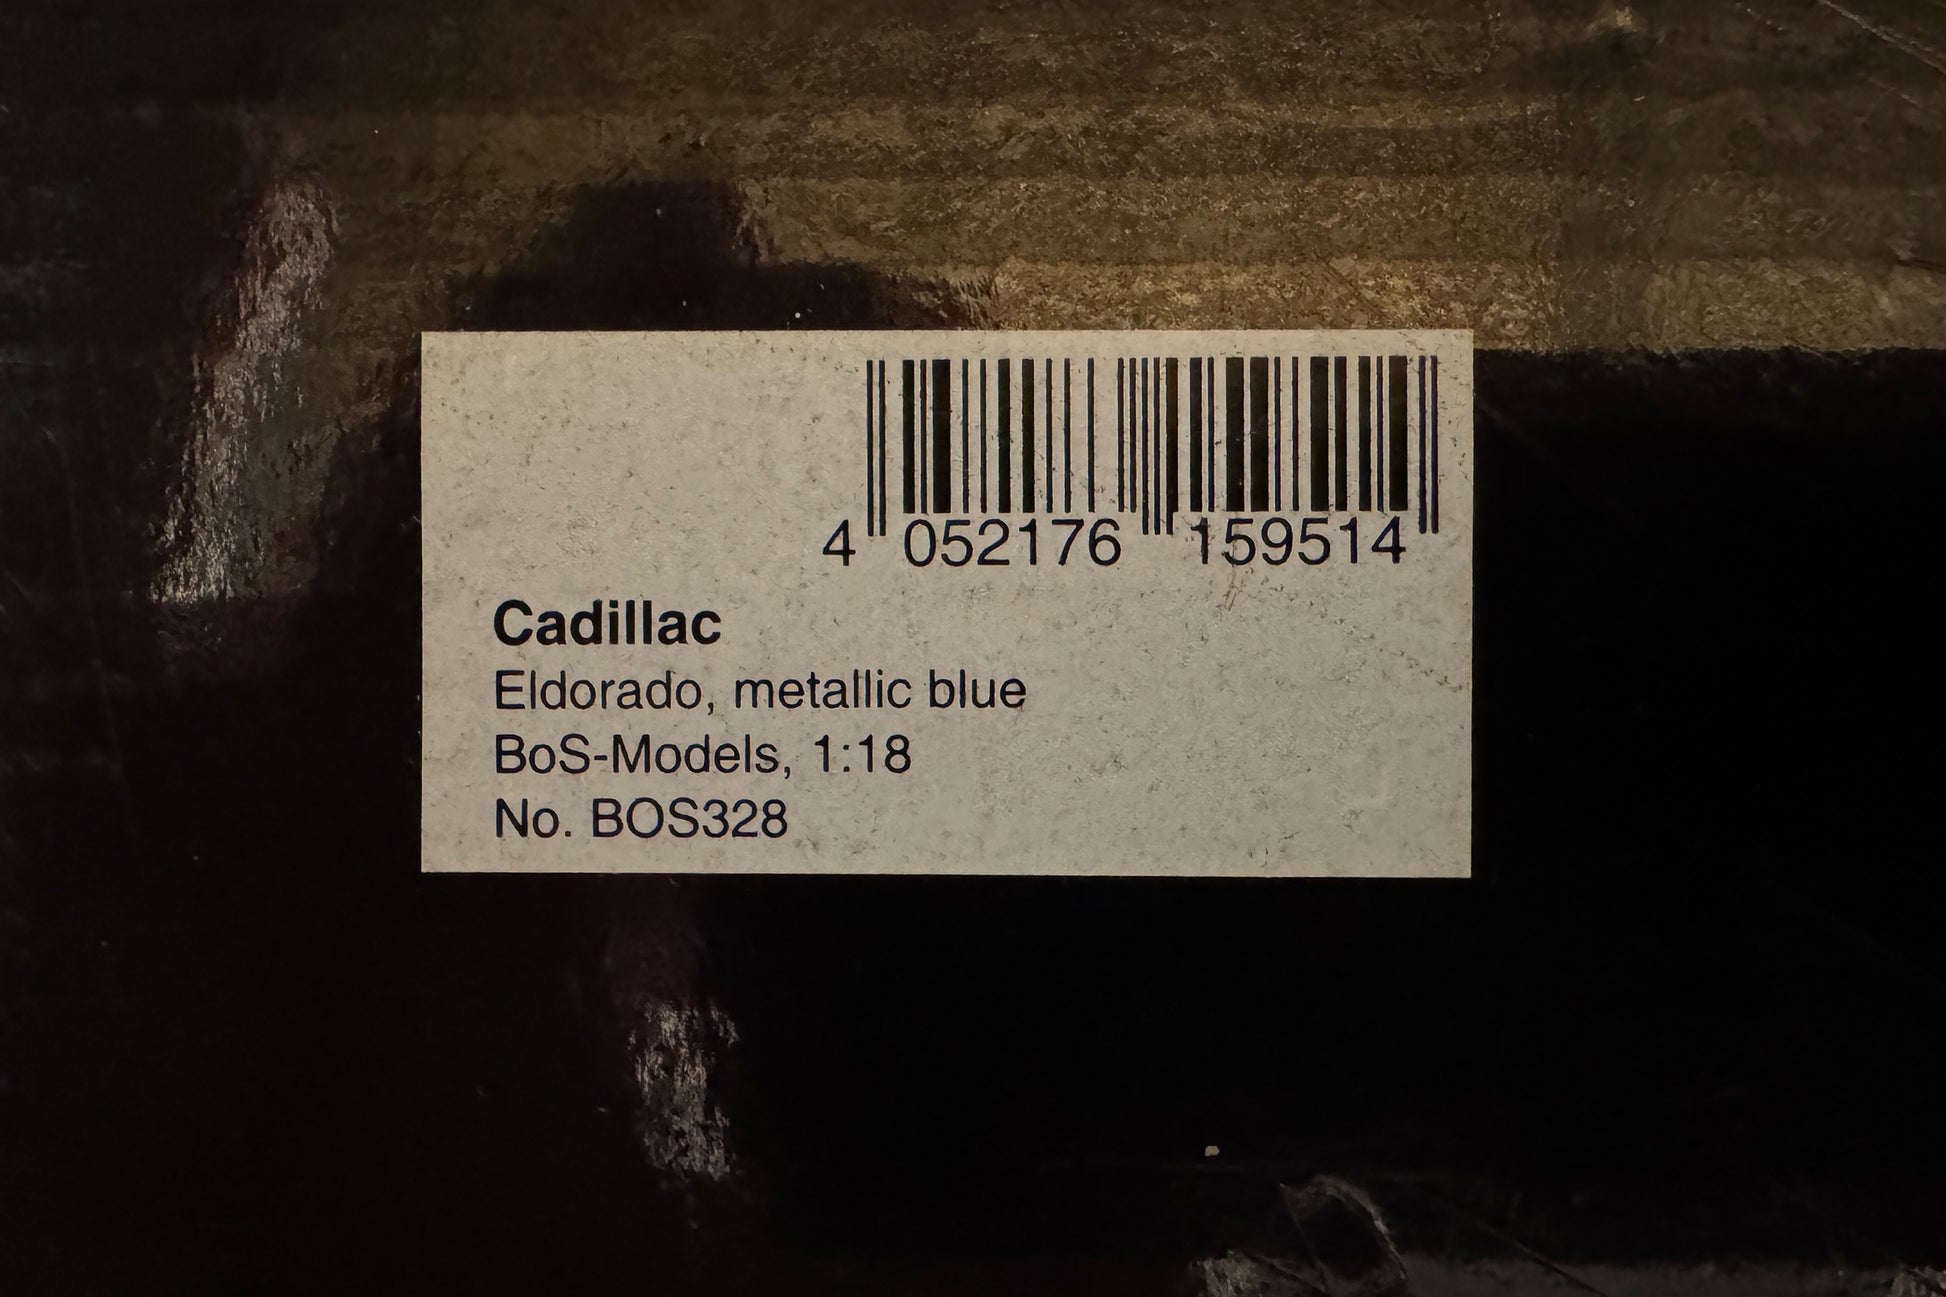 4 052176 159514
Cadillac
Eldorado, metallic blue
BoS-Models, 1:18
No. BOS328